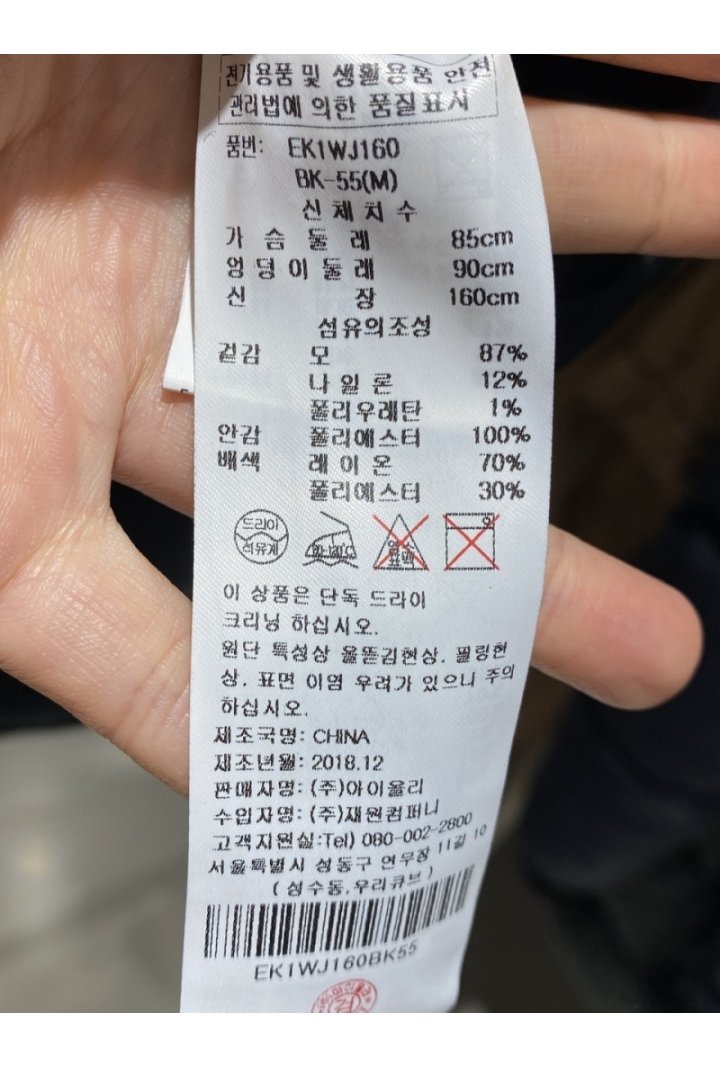 전기용품 및 생활용품 안전
관리법에 의한 품질표시
품번: EK1WJ160
BK-55(M)
신체치수
가슴둘레 85cm
엉덩이둘레 90cm
신장 160cm
섬유의조성
겉감 모 87%
나일론 12%
폴리우레탄 1%
안감 폴리에스터 100%
배색 레이온 70%
폴리에스터 30%
드라이
석유계
염소
표백
이 상품은 단독 드라이
크리닝 하십시오.
원단 특성상 올뜯김현상. 필링현
상. 표면 이염 우려가 있으니 주의
하십시오.
제조국명: CHINA
제조년월: 2018.12
판매자명: (주)아이올리
수입자명: (주)재원컴퍼니
고객지원실:Tel) 080-002-2800
서울특별시 성동구 연무장 11길 10
(성수동,우리큐브)
EK1WJ160BK55